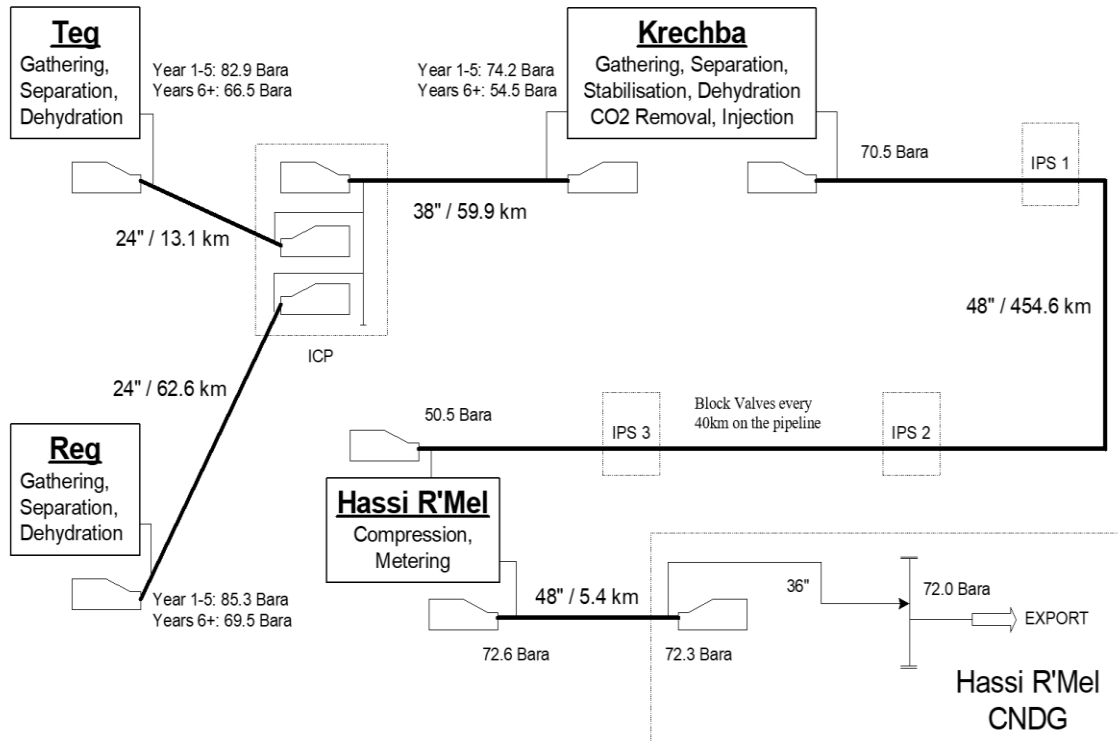 Teg
Gathering,
Separation,
Dehydration
Year 1-5: 82.9 Bara
Years 6+: 66.5 Bara
Year 1-5: 74.2 Bara
Years 6+: 54.5 Bara
Krechba
Gathering, Separation,
Stabilisation, Dehydration
CO2 Removal, Injection
70.5 Bara
IPS 1
24" / 13.1 km
38" / 59.9 km
ICP
24" / 62.6 km
48" / 454.6 km
Reg
Gathering,
Separation,
Dehydration
Year 1-5: 85.3 Bara
Years 6+: 69.5 Bara
50.5 Bara
IPS 3
Block Valves every
40km on the pipeline
IPS 2
Hassi R'Mel
Compression,
Metering
48" / 5.4 km
72.6 Bara
72.3 Bara
36"
72.0 Bara
EXPORT
Hassi R'Mel
CNDG